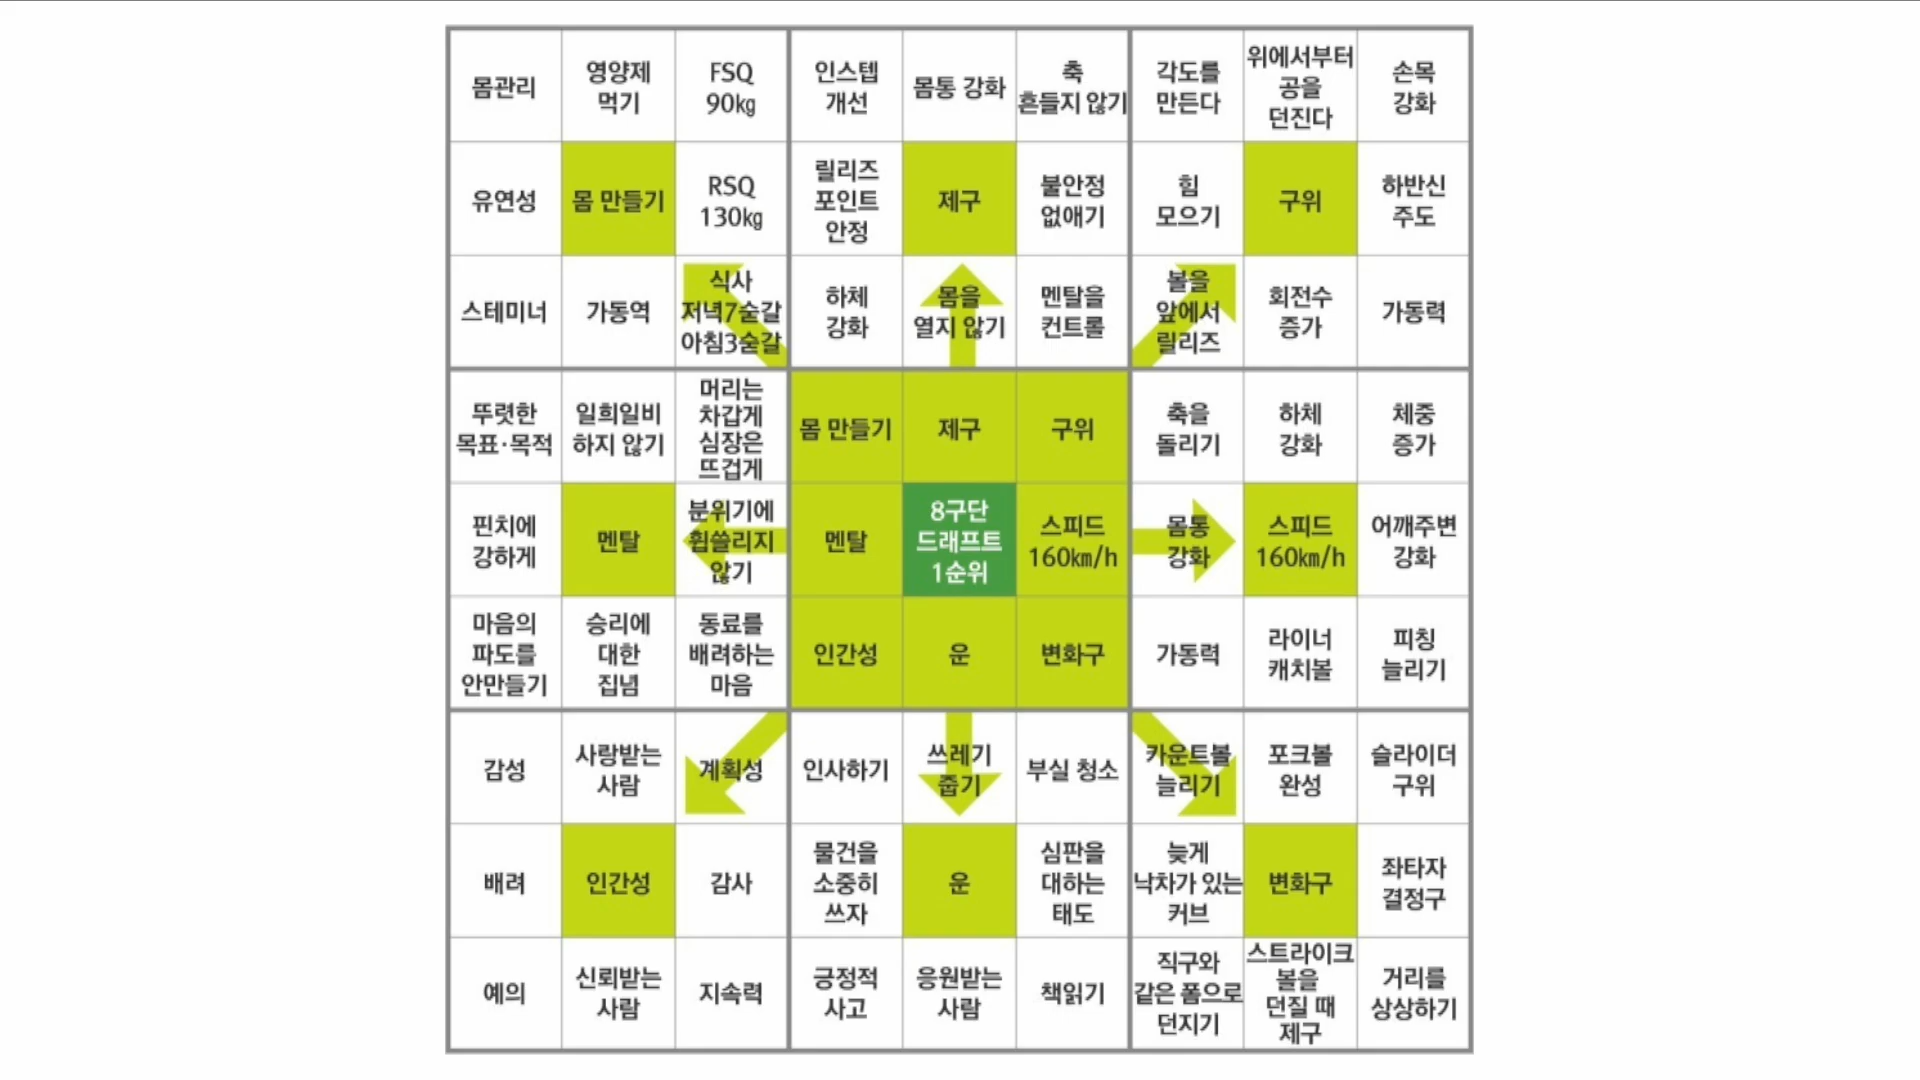 몸관리
영양제
먹기
FSQ
90kg
인스텝
개선
몸통 강화
축
흔들지 않기
각도를
만든다
위에서부터
공을
던진다
손목
강화
유연성
몸 만들기
RSQ
130kg
릴리즈
포인트
안정
제구
불안정
없애기
힘
모으기
구위
하반신
주도
스테미너
가동역
식사
저녁7숟갈
아침3숟갈
하체
강화
몸을
열지 않기
멘탈을
컨트롤
볼을
앞에서
릴리즈
회전수
증가
가동력
뚜렷한
목표·목적
일희일비
하지 않기
머리는
차갑게
심장은
뜨겁게
몸 만들기
제구
구위
축을
돌리기
하체
강화
체중
증가
핀치에
강하게
멘탈
분위기에
휩쓸리지
않기
멘탈
8구단
드래프트
1순위
스피드
160km/h
몸통
강화
스피드
160km/h
어깨주변
강화
마음의
파도를
안만들기
승리에
대한
집념
동료를
배려하는
마음
인간성
운
변화구
가동력
라이너
캐치볼
피칭
늘리기
감성
사랑받는
사람
계획성
인사하기
쓰레기
줍기
부실 청소
카운트볼
늘리기
포크볼
완성
슬라이더
구위
배려
인간성
감사
물건을
소중히
쓰자
운
심판을
대하는
태도
늦게
낙차가 있는
커브
변화구
좌타자
결정구
예의
신뢰받는
사람
지속력
긍정적
사고
응원받는
사람
책읽기
직구와
같은 폼으로
던지기
스트라이크
볼을
던질 때
제구
거리를
상상하기